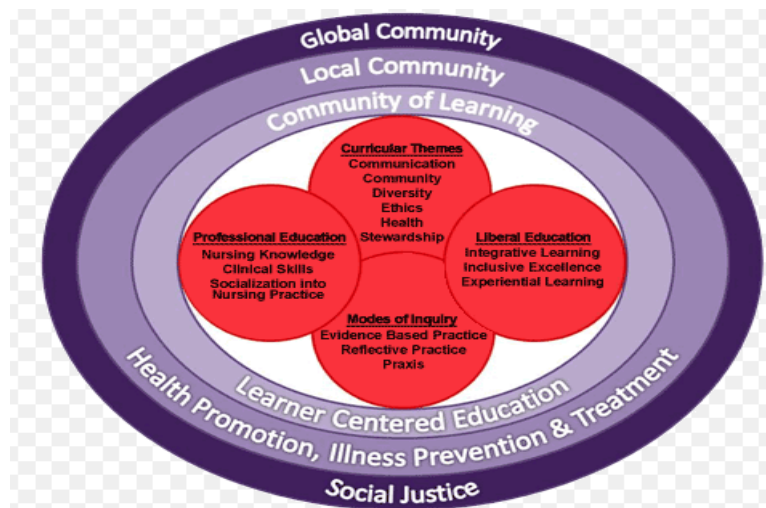 Global Community
Local Community
Community of Learning
Curricular Themes
Communication
Community
Diversity
Ethics
Health
Stewardship
Professional Education
Nursing Knowledge
Clinical Skills
Socialization into
Nursing Practice
Liberal Education
Integrative Learning
Inclusive Excellence
Experiential Learning
Modes of Inquiry
Evidence Based Practice
Reflective Practice
Praxis
Learner Centered Education
Health Promotion, Illness Prevention & Treatment
Social Justice